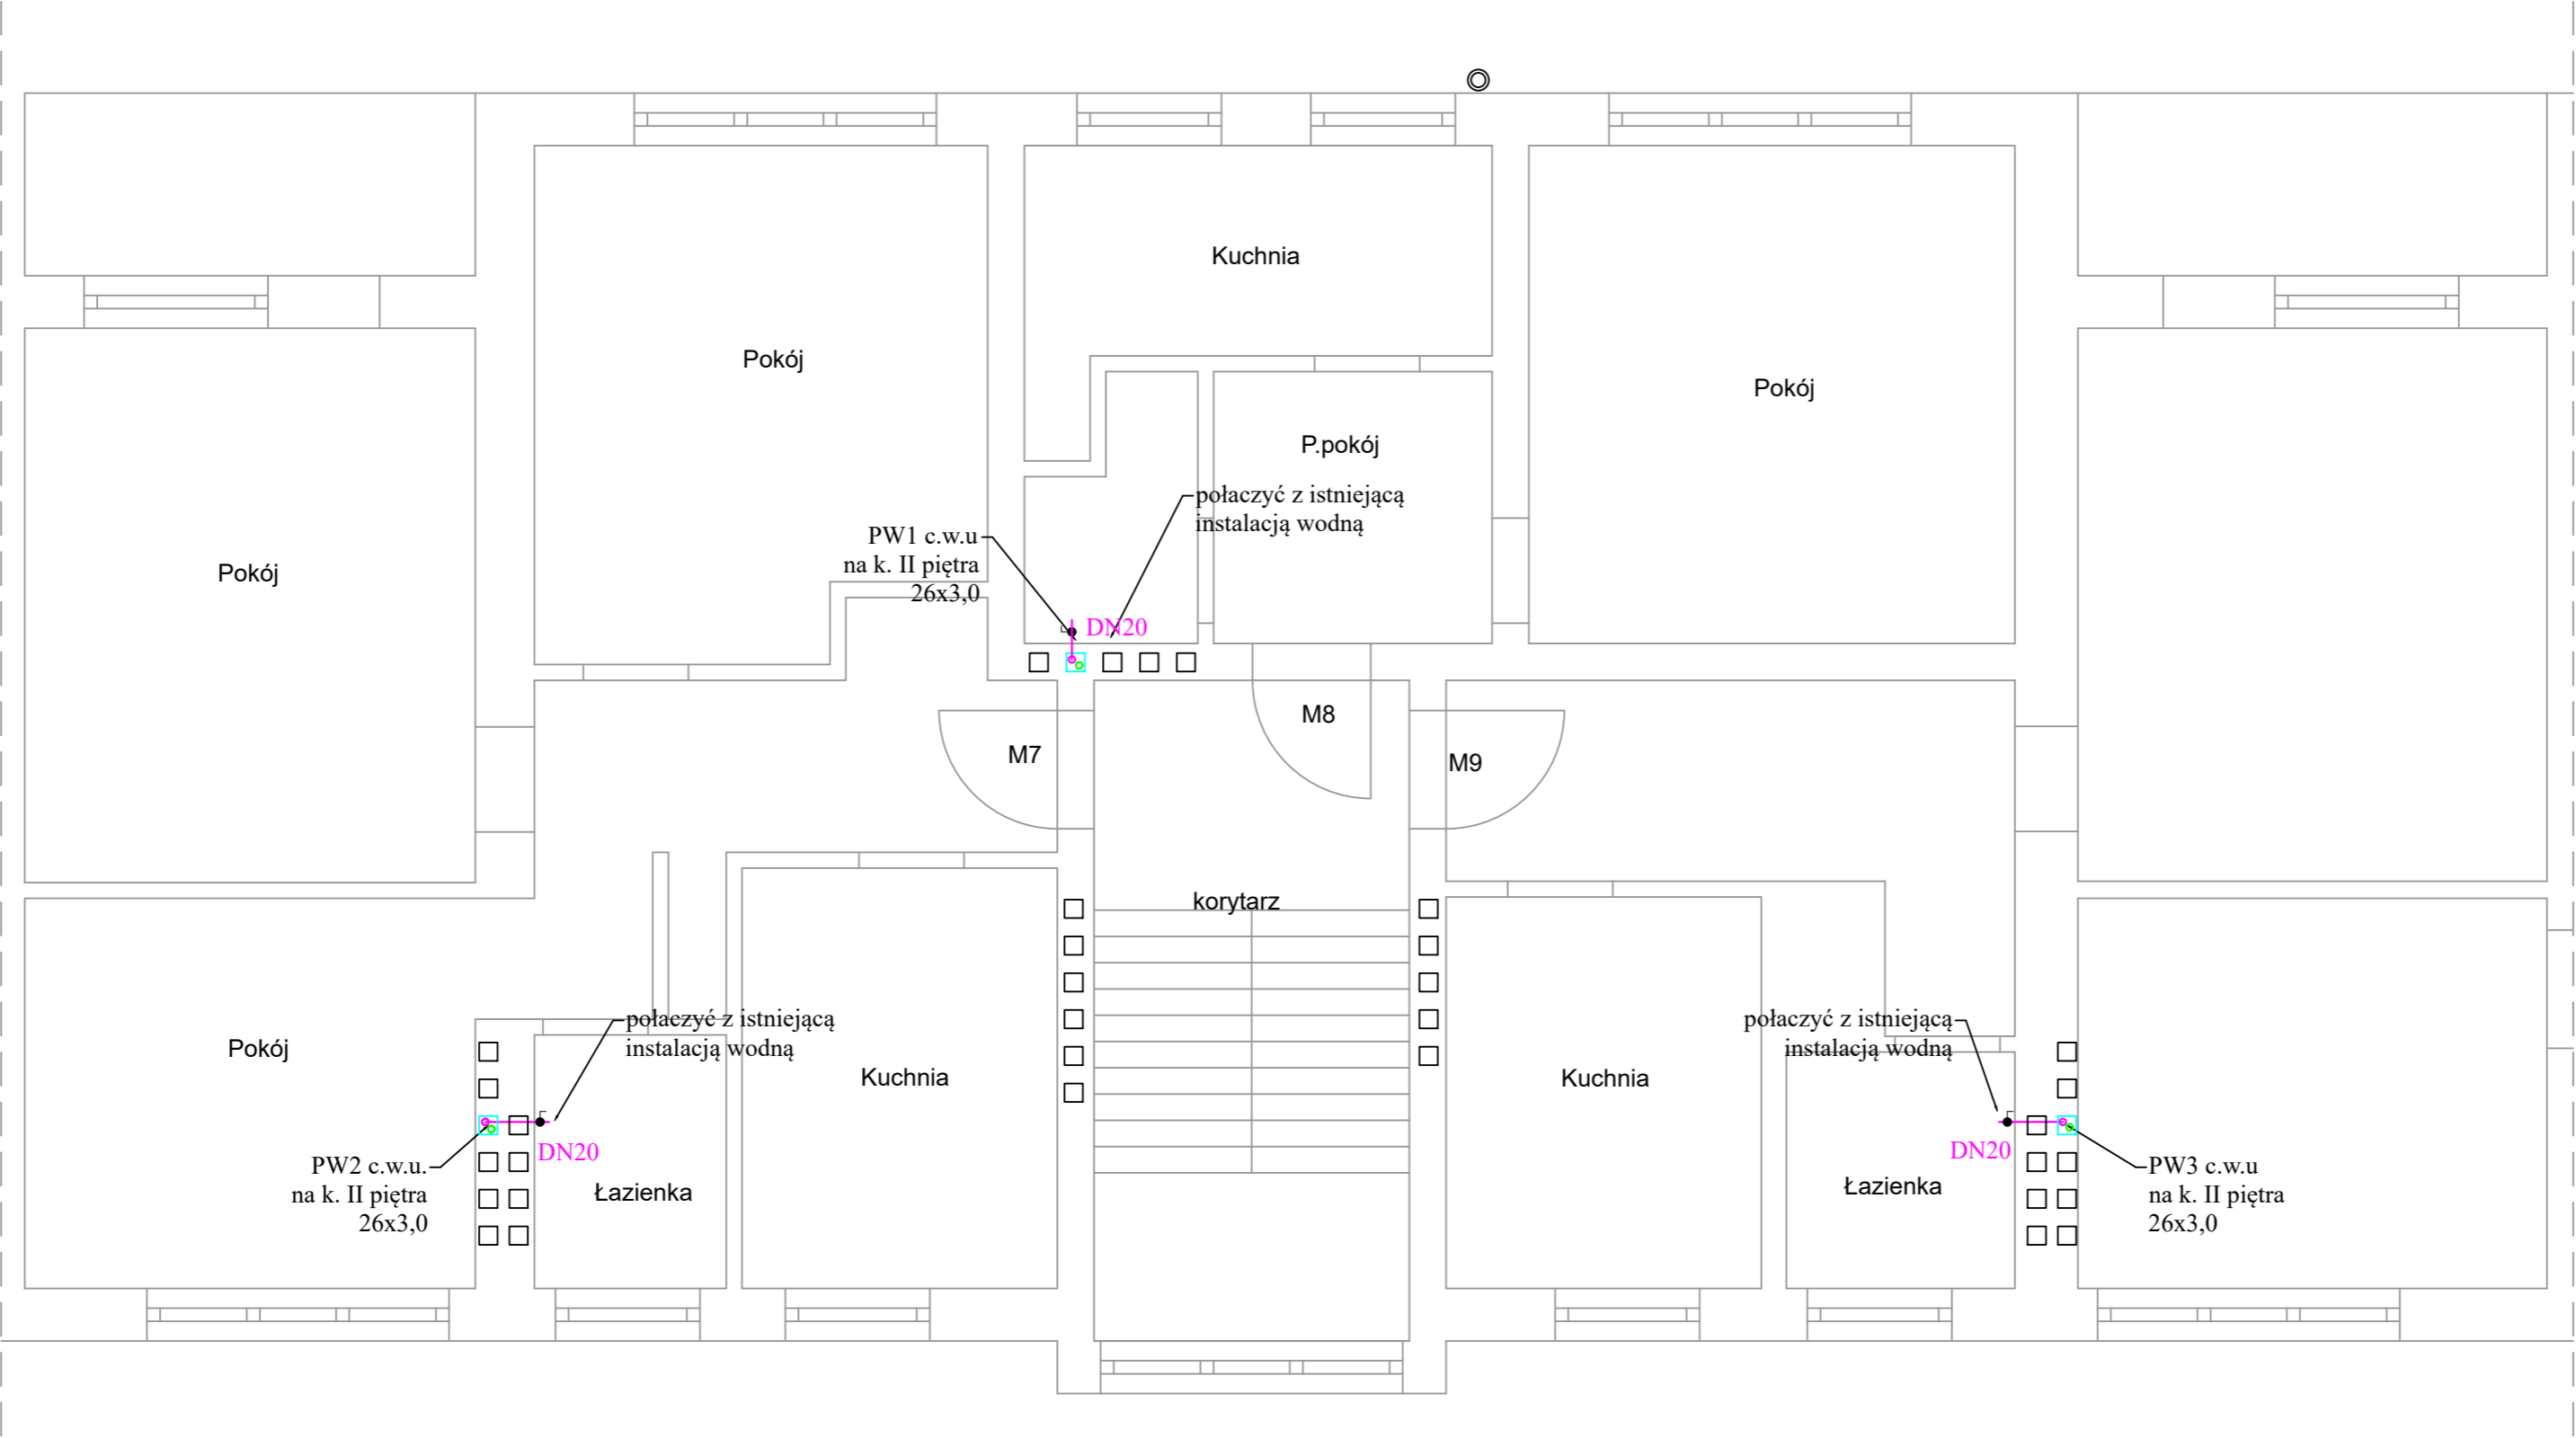 Kuchnia
Pokój
Pokój
P.pokój
połaczyć z istniejącą
instalacją wodną
PW1 c.w.u
na k. II piętra
26x3,0
Pokój
DN20
M8
M7
M9
korytarz
połaczyć z istniejącą
instalacją wodną
połaczyć z istniejącą
instalacją wodną
Pokój
Kuchnia
Kuchnia
DN20
DN20
PW2 c.w.u.
na k. II piętra
26x3,0
Łazienka
Łazienka
PW3 c.w.u
na k. II piętra
26x3,0